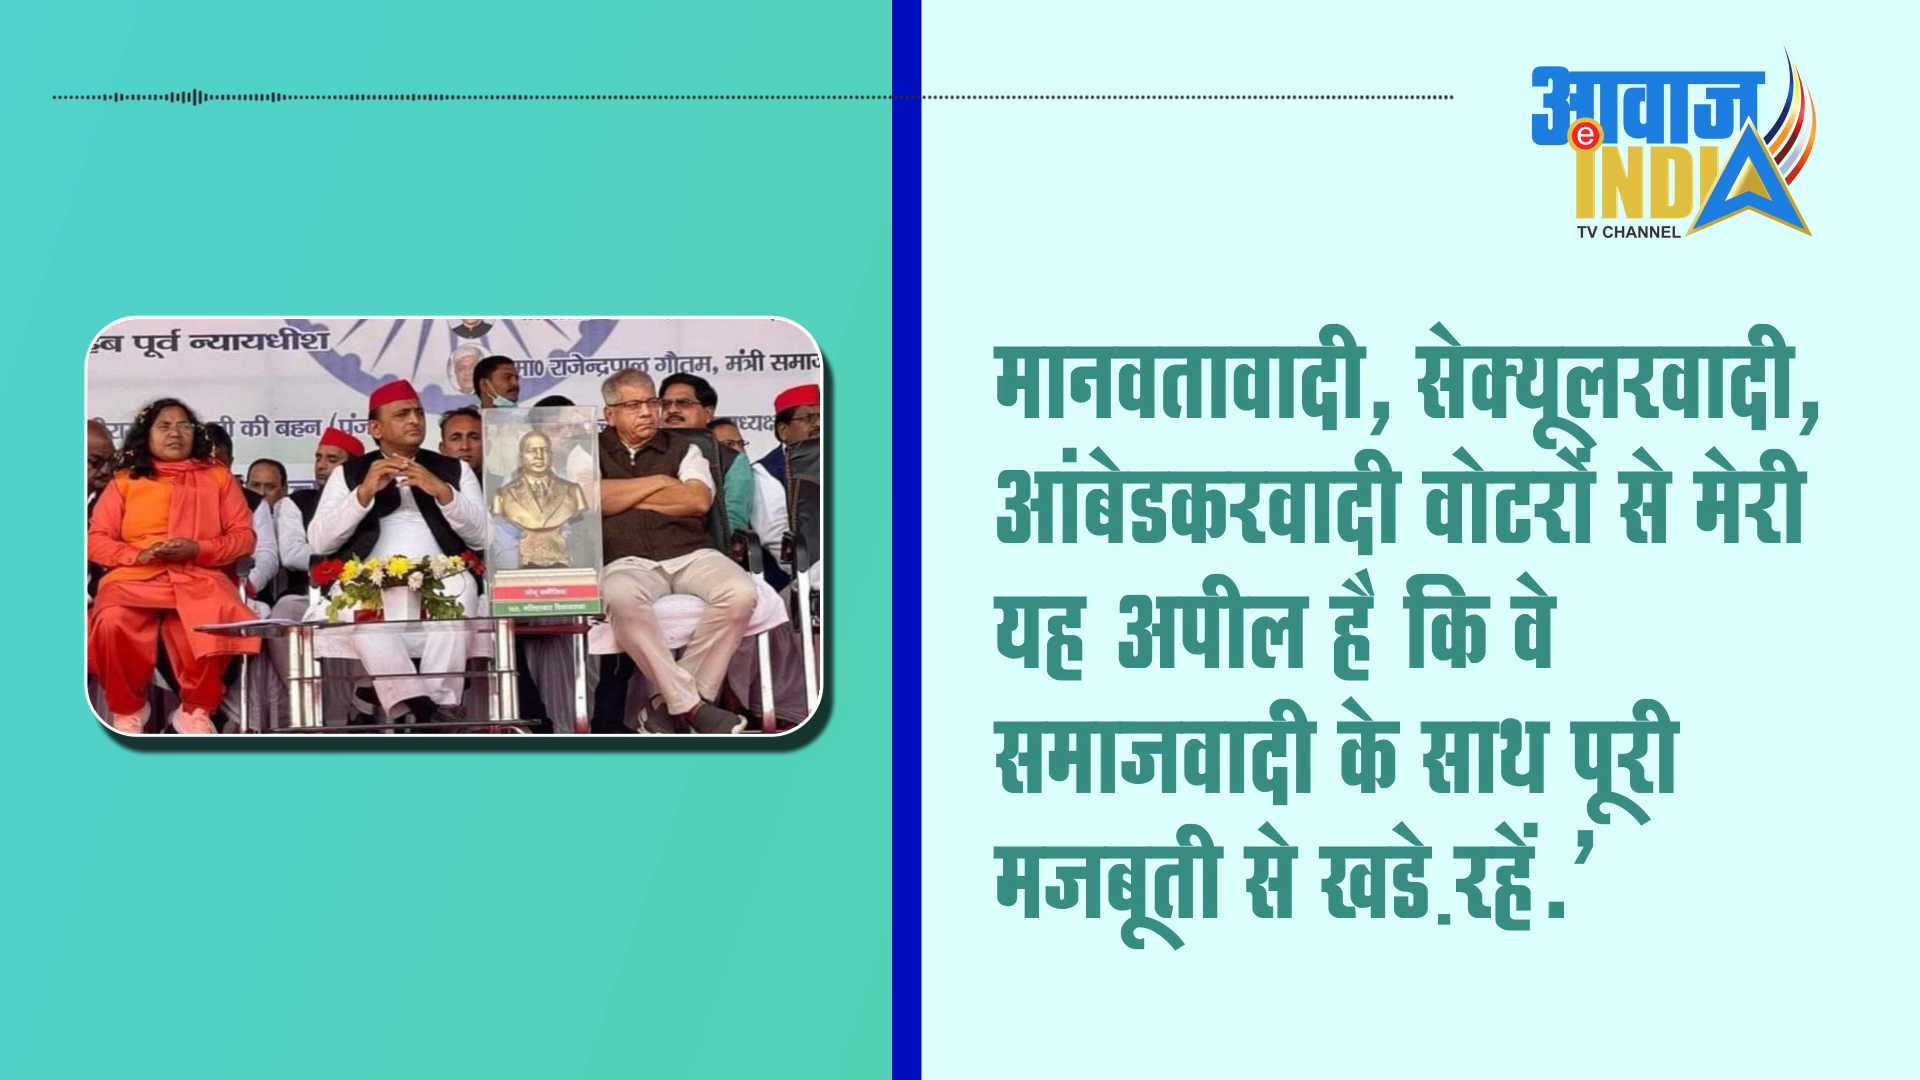 आवाज
e
INDIA
TV CHANNEL
पूर्व न्यायधीश
मा0 राजेन्द्रपाल गौतम, मंत्री
की बहन
मानवतावादी, सेक्यूलरवादी,
आंबेडकरवादी वोटरों से मेरी
यह अपील है कि वे
समाजवादी के साथ पूरी
मजबूती से खडे.रहें.’